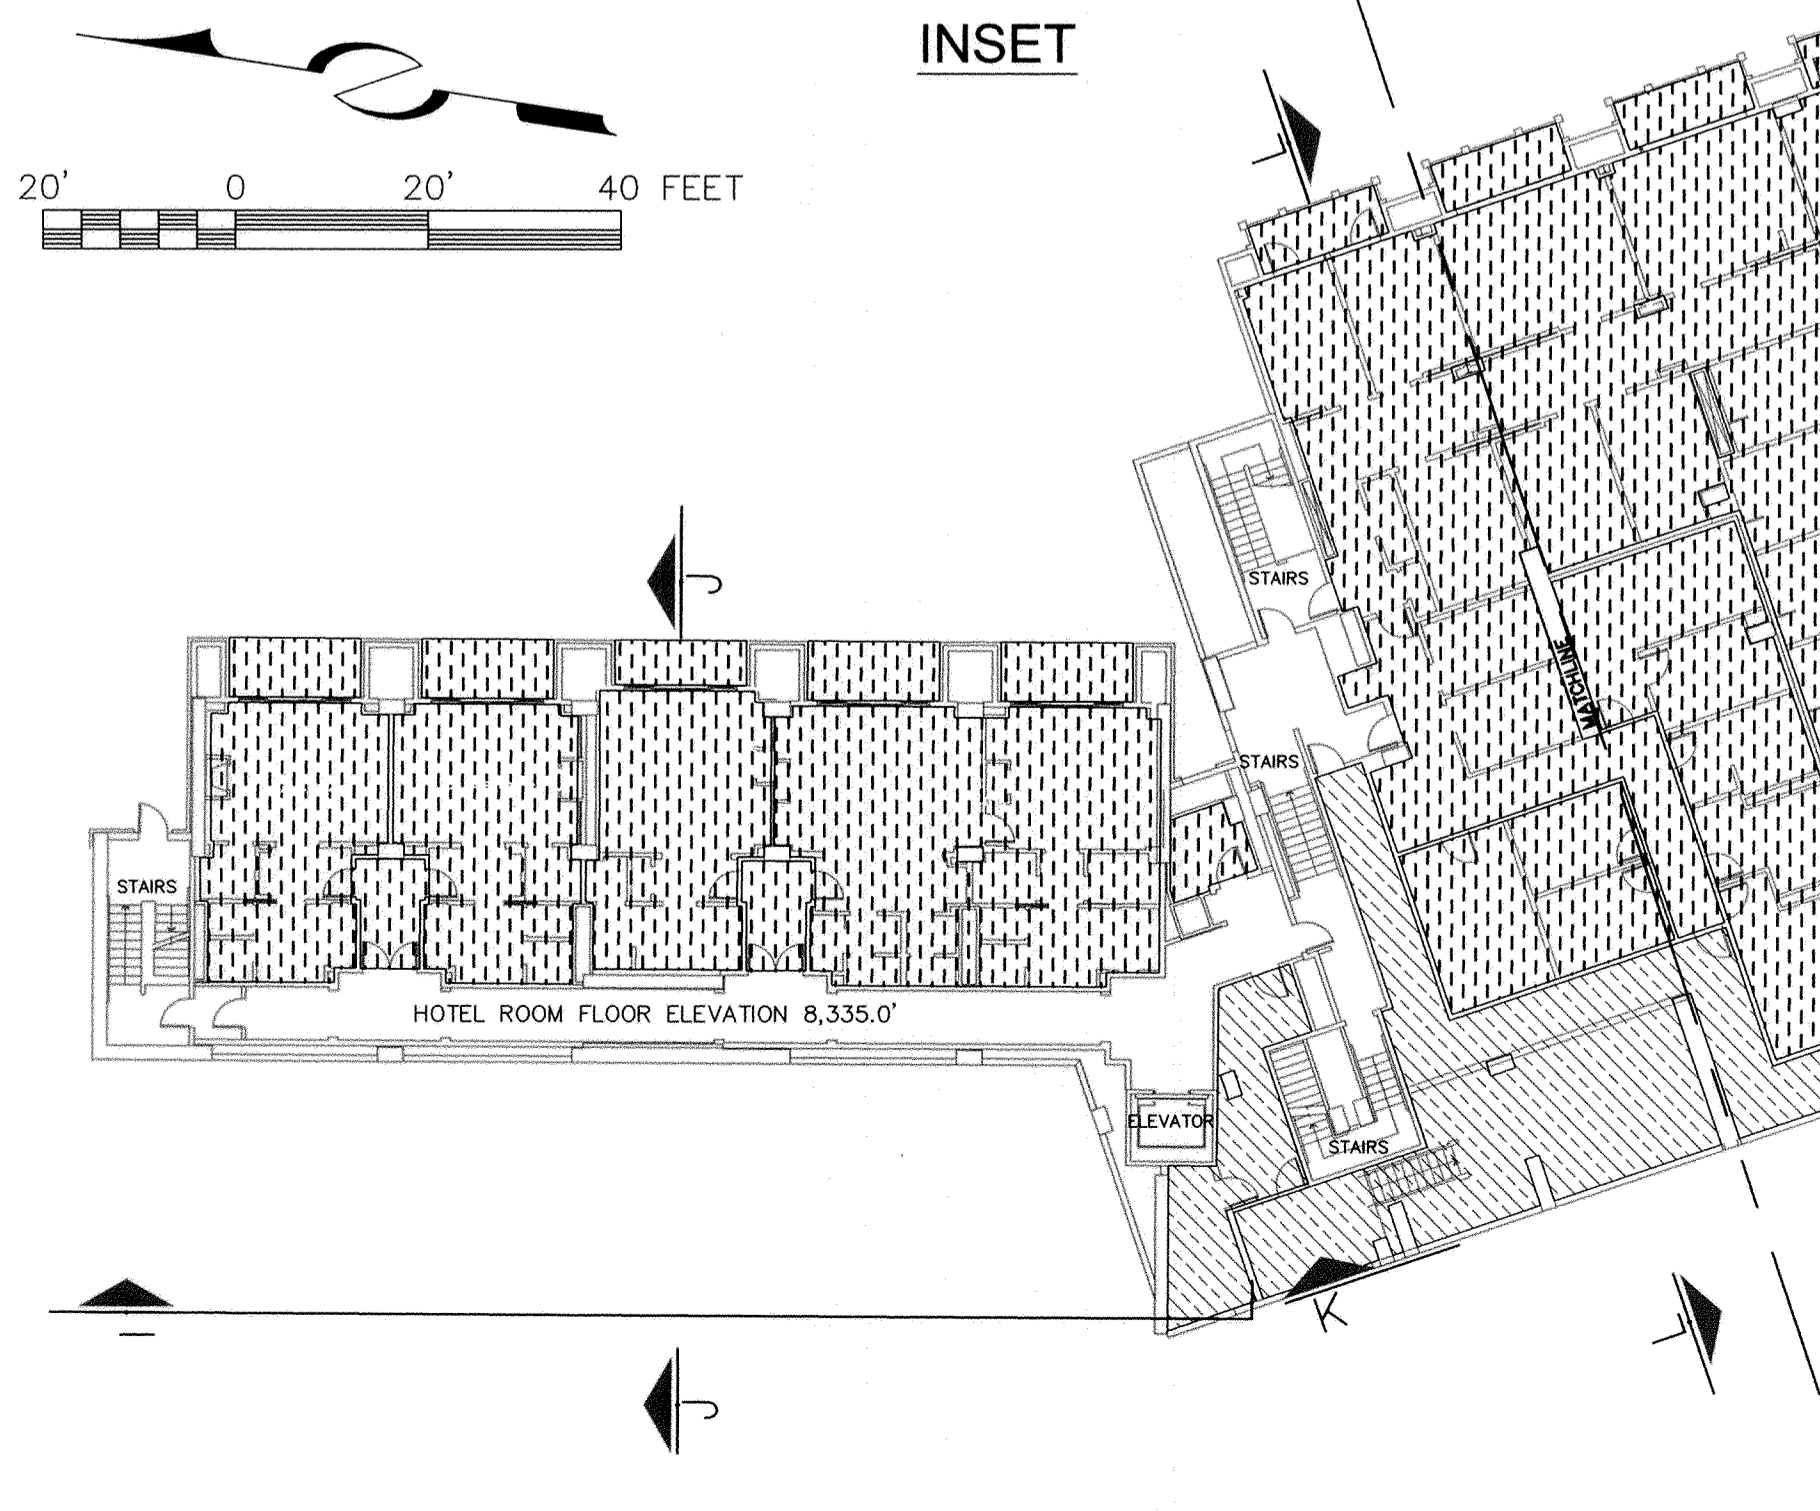 INSET
20' 0 20' 40 FEET
L
J
STAIRS
MATCHLINE
STAIRS
STAIRS
HOTEL ROOM FLOOR ELEVATION 8,335.0'
ELEVATOR
STAIRS
I
K
L
J